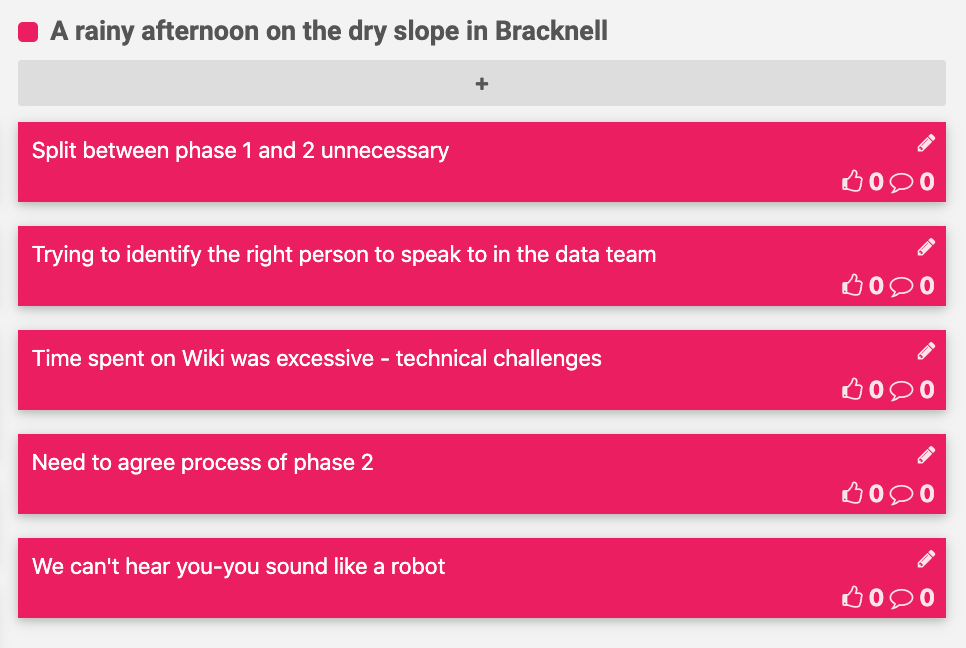 A rainy afternoon on the dry slope in Bracknell
+
Split between phase 1 and 2 unnecessary
0 0
Trying to identify the right person to speak to in the data team
0 0
Time spent on Wiki was excessive - technical challenges
0 0
Need to agree process of phase 2
0 0
We can't hear you-you sound like a robot
0 0